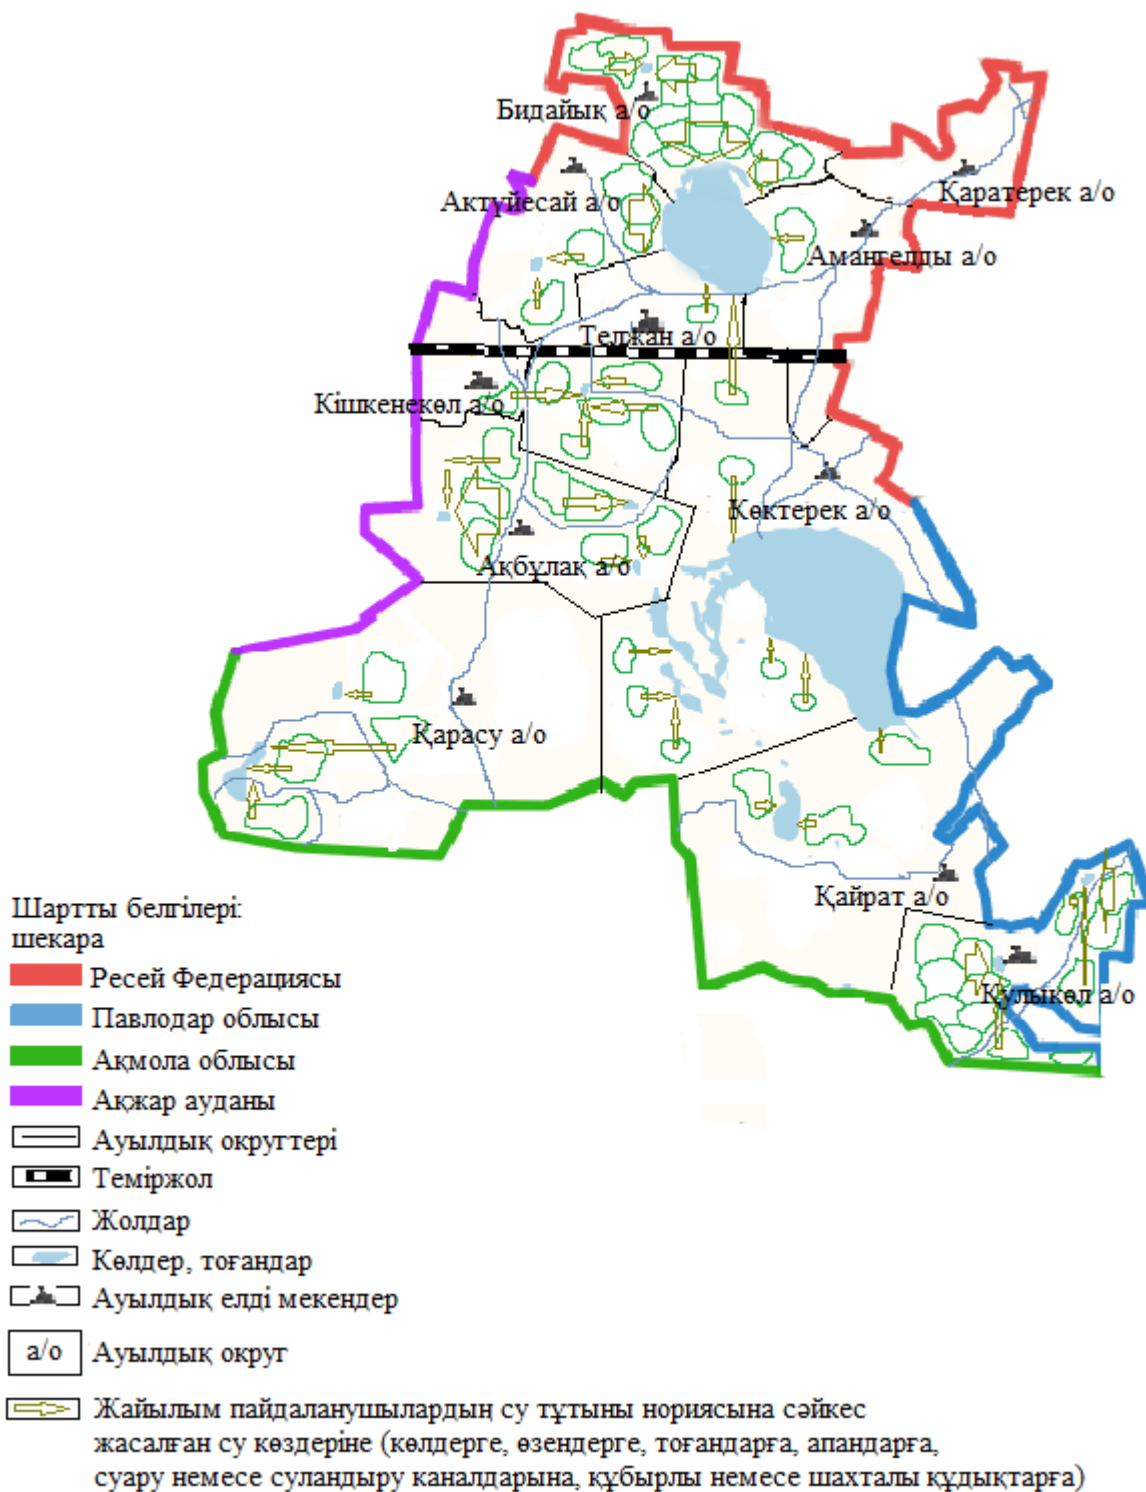 Бидайық а/о
Қаратерек а/о
Актүйесай а/о
Амангелды а/о
Телжан а/о
Кішкенекөл а/о
Көктерек а/о
Ақбұлақ а/о
Қарасу а/о
Қайрат а/о
Құлыкөл а/о
Шартты белгілері:
шекара
Ресей Федерациясы
Павлодар облысы
Ақмола облысы
Ақжар ауданы
Ауылдық округтері
Теміржол
Жолдар
Көлдер, тоғандар
Ауылдық елді мекендер
а/о Ауылдық округ
Жайылым пайдаланушылардың су тұтыны нориясына сәйкес
жасалған су көздеріне (көлдерге, өзендерге, тоғандарға, апандарға,
суару немесе суландыру каналдарына, құбырлы немесе шахталы құдықтарға)